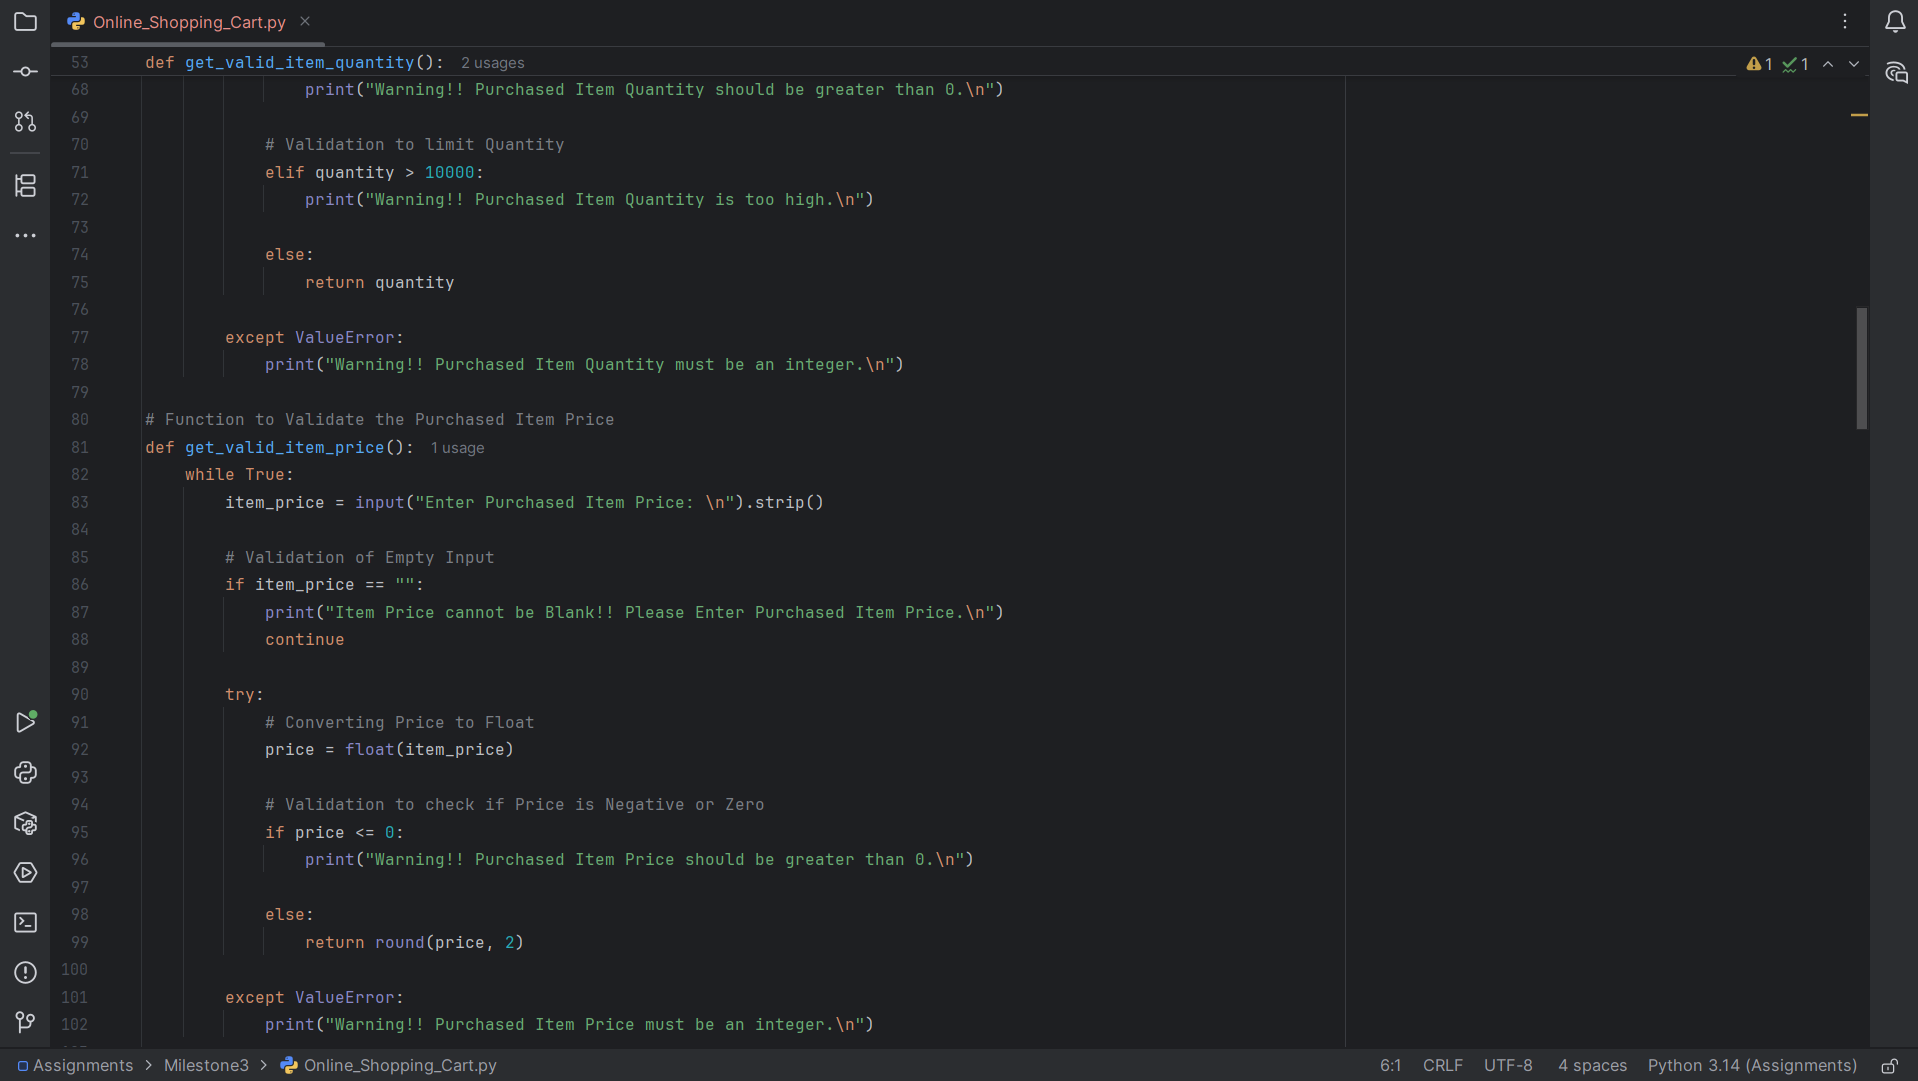 Online_Shopping_Cart.py
53 def get_valid_item_quantity(): 2 usages
1 1
68 print("Warning!! Purchased Item Quantity should be greater than 0.\n")
69
70 # Validation to limit Quantity
71 elif quantity > 10000:
72 print("Warning!! Purchased Item Quantity is too high.\n")
73
74 else:
75 return quantity
76
77 except ValueError:
78 print("Warning!! Purchased Item Quantity must be an integer.\n")
79
80 # Function to Validate the Purchased Item Price
81 def get_valid_item_price(): 1 usage
82 while True:
83 item_price = input("Enter Purchased Item Price: \n").strip()
84
85 # Validation of Empty Input
86 if item_price == "":
87 print("Item Price cannot be Blank!! Please Enter Purchased Item Price.\n")
88 continue
89
90 try:
91 # Converting Price to Float
92 price = float(item_price)
93
94 # Validation to check if Price is Negative or Zero
95 if price <= 0:
96 print("Warning!! Purchased Item Price should be greater than 0.\n")
97
98 else:
99 return round(price, 2)
100
101 except ValueError:
102 print("Warning!! Purchased Item Price must be an integer.\n")
Assignments > Milestone3 > Online_Shopping_Cart.py
6:1 CRLF UTF-8 4 spaces Python 3.14 (Assignments)